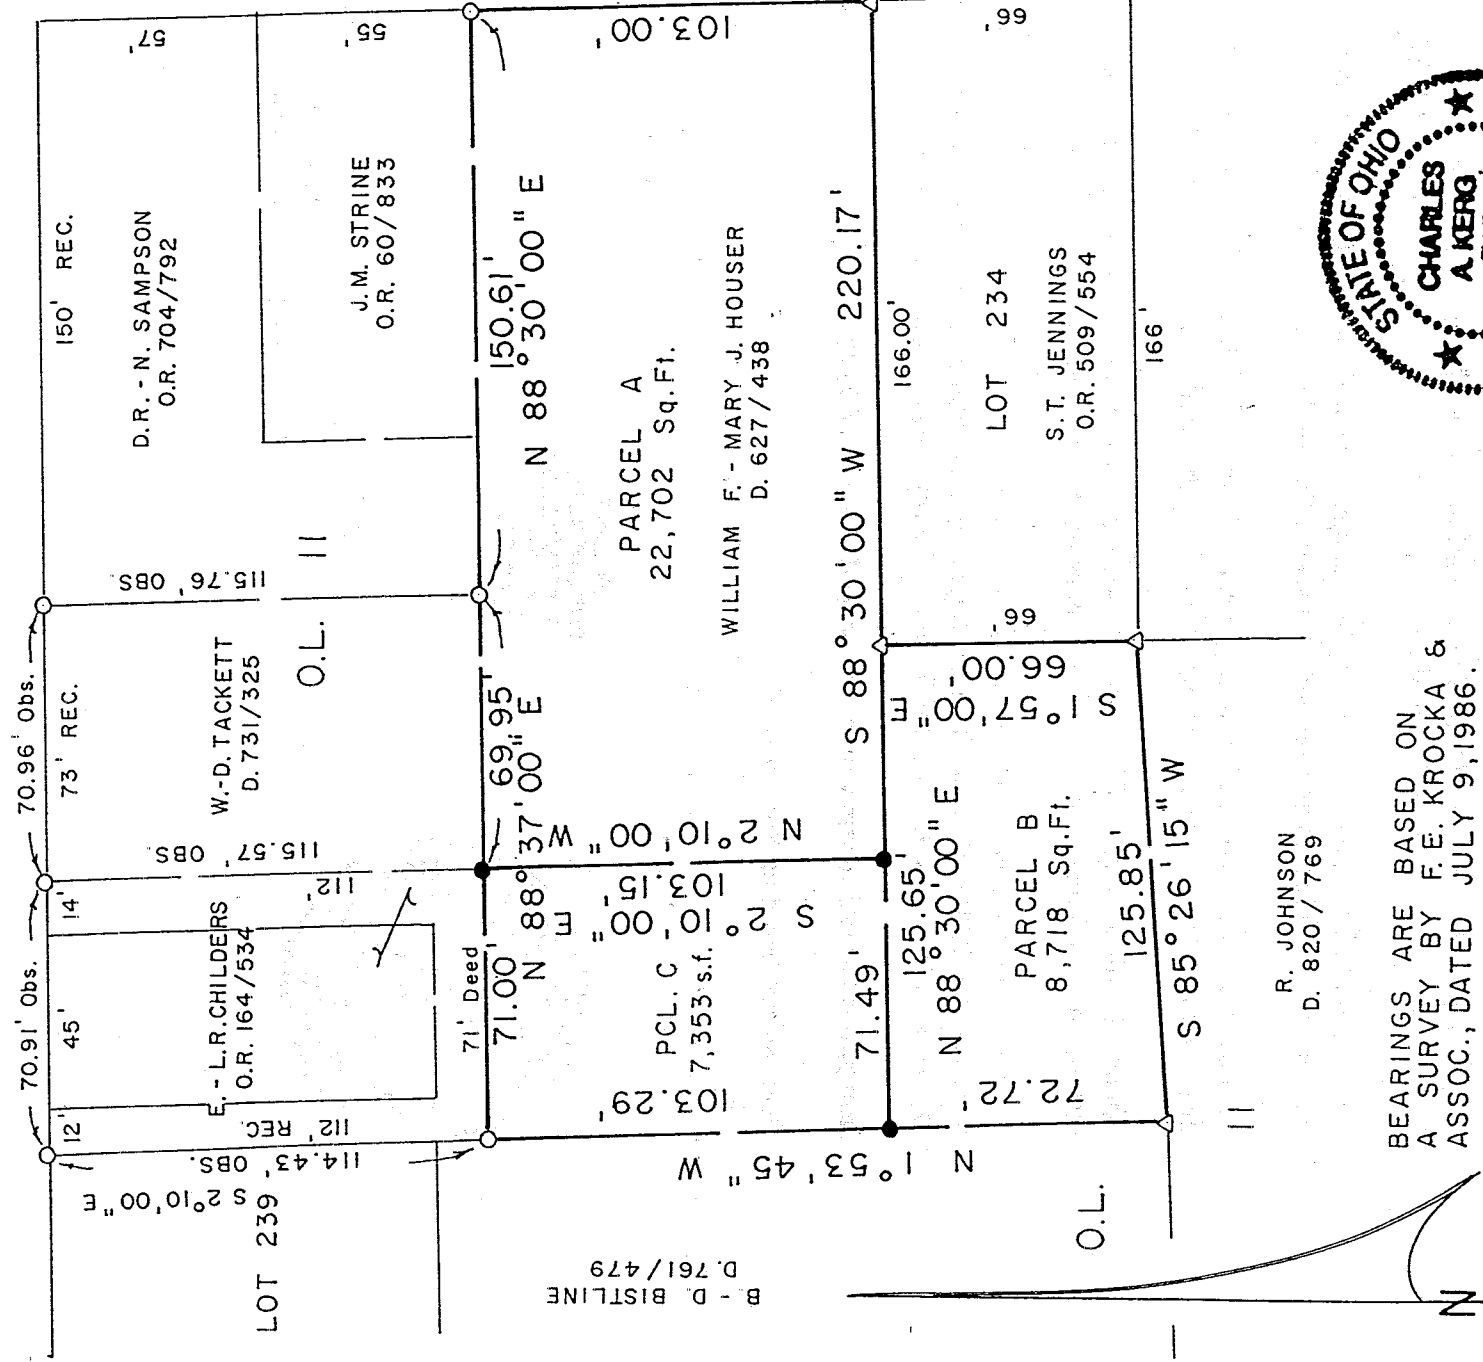 57'
55'
103.00'
66'
150' REC.
D.R. - N. SAMPSON
O.R. 704/792
J.M. STRINE
O.R. 60/833
150.61'
N 88°30'00" E
PARCEL A
22,702 Sq.Ft.
WILLIAM F. - MARY J. HOUSER
D. 627/438
220.17'
S 88°30'00" W
166.00'
LOT 234
S.T. JENNINGS
O.R. 509/554
166'
STATE OF OHIO
CHARLES
A. KERG,
70.96' Obs.
73' REC.
115.76' OBS.
O.L. 11
W.-D. TACKETT
D. 731/325
115.57' OBS.
69.95'
N 88°37'00" E
N 2°10'00" W
103.15'
S 2°10'00" E
66'
66.00'
S 1°57'00" E
70.91' Obs.
14'
45'
12'
112'
E. - L.R. CHILDERS
O.R. 164/534
112' REC.
114.43' OBS.
S 2°10'00" E
LOT 239
71' Deed
71.00'
PCL. C
7,353 s.f.
103.29'
71.49'
125.65'
N 88°30'00" E
PARCEL B
8,718 Sq.Ft.
125.85'
S 85°26'15" W
72.72'
N 1°53'45" W
B - D. BISTLINE
D. 761/479
O.L. 11
R. JOHNSON
D. 820/769
BEARINGS ARE BASED ON
A SURVEY BY F.E. KROCKA &
ASSOC., DATED JULY 9, 1986.
N